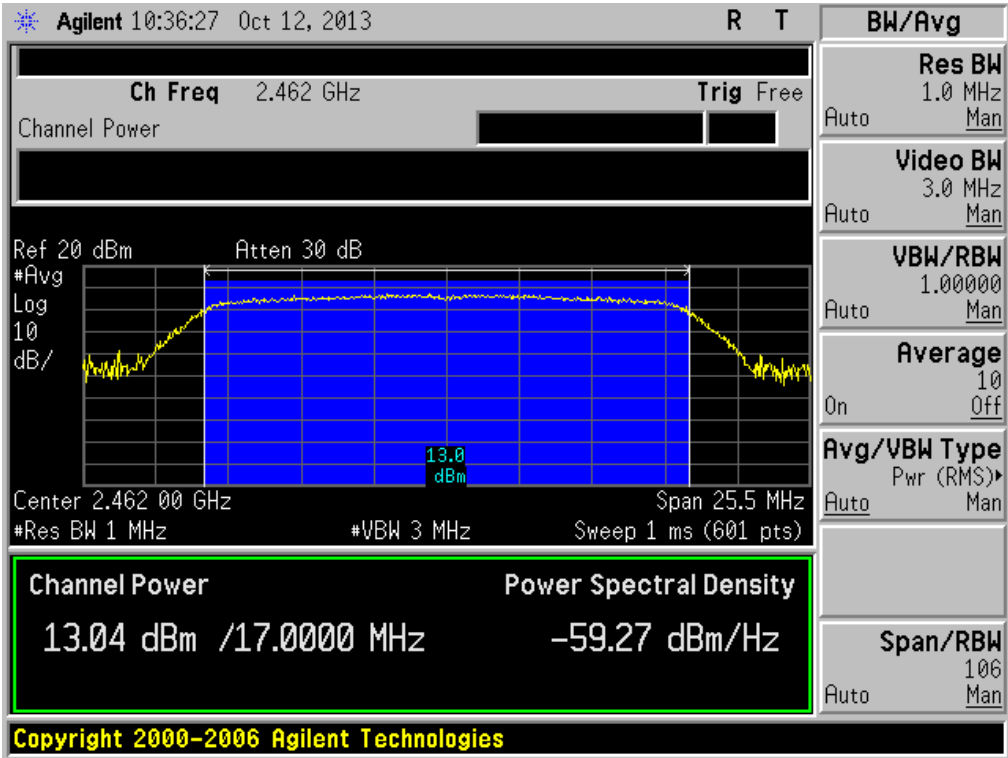 Agilent 10:36:27 Oct 12, 2013 R T
BW/Avg
Ch Freq 2.462 GHz Trig Free
Channel Power
Ref 20 dBm Atten 30 dB
#Avg
Log
10
dB/
13.0
dBm
Center 2.462 00 GHz Span 25.5 MHz
#Res BW 1 MHz #VBW 3 MHz Sweep 1 ms (601 pts)
Channel Power Power Spectral Density
13.04 dBm /17.0000 MHz -59.27 dBm/Hz
Res BW
1.0 MHz
Auto Man
Video BW
3.0 MHz
Auto Man
VBW/RBW
1.00000
Auto Man
Average
10
On Off
Avg/VBW Type
Pwr (RMS)▸
Auto Man
Span/RBW
106
Auto Man
Copyright 2000-2006 Agilent Technologies